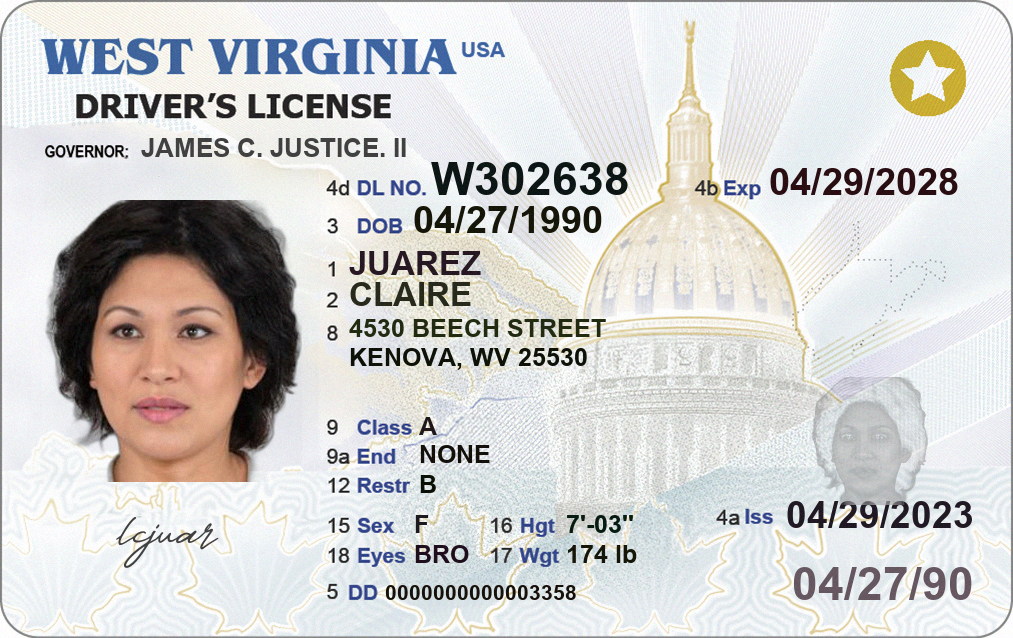 WEST VIRGINIA USA
DRIVER'S LICENSE
GOVERNOR: JAMES C. JUSTICE. II
4d DL NO. W302638 4b Exp 04/29/2028
3 DOB 04/27/1990
1 JUAREZ
2 CLAIRE
8 4530 BEECH STREET
KENOVA, WV 25530
9 Class A
9a End NONE
12 Restr B
15 Sex F 16 Hgt 7'-03" 4a Iss 04/29/2023
18 Eyes BRO 17 Wgt 174 lb
5 DD 0000000000003358
04/27/90
lcjuar